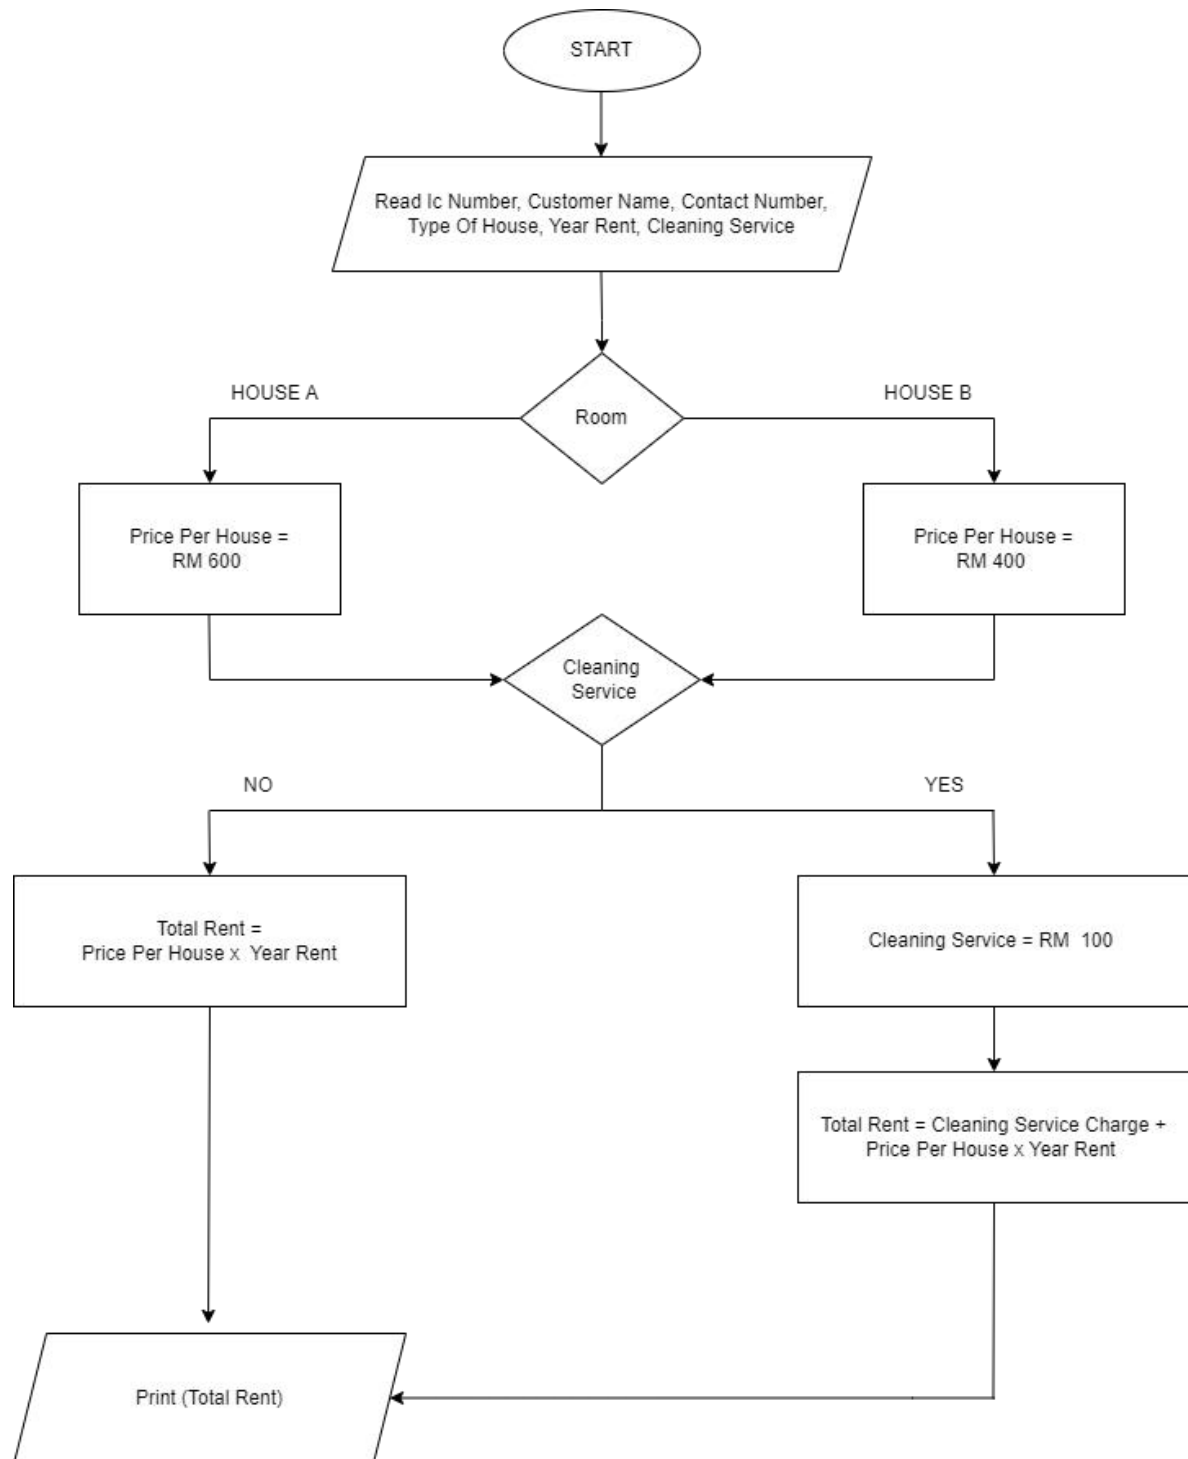 START
Read Ic Number, Customer Name, Contact Number,
Type Of House, Year Rent, Cleaning Service
HOUSE A
HOUSE B
Room
Price Per House =
RM 600
Price Per House =
RM 400
Cleaning
Service
NO
YES
Total Rent =
Price Per House x Year Rent
Cleaning Service = RM 100
Total Rent = Cleaning Service Charge +
Price Per House x Year Rent
Print (Total Rent)